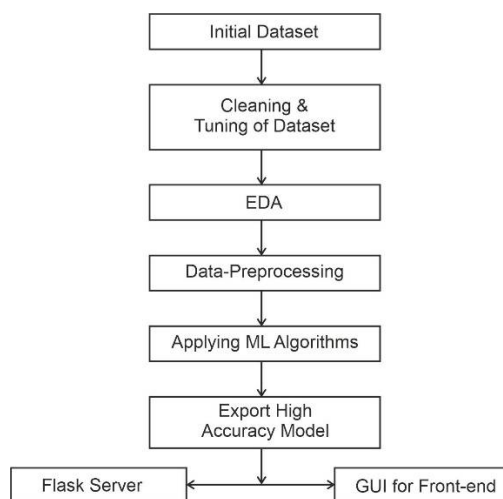 Initial Dataset
Cleaning &
Tuning of Dataset
EDA
Data-Preprocessing
Applying ML Algorithms
Export High
Accuracy Model
Flask Server
GUI for Front-end